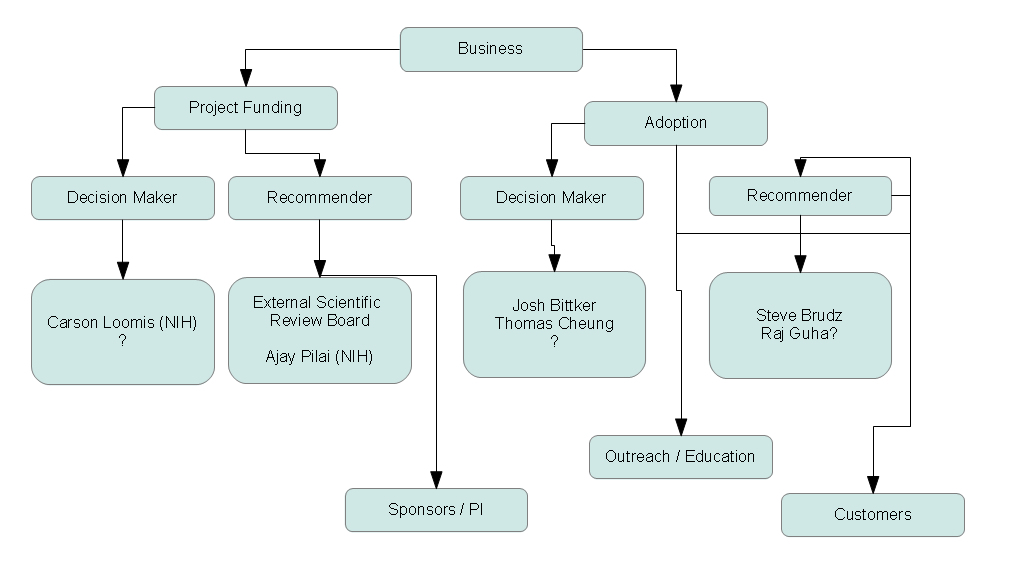 Business
Project Funding
Adoption
Decision Maker
Recommender
Decision Maker
Recommender
Carson Loomis (NIH)
?
External Scientific
Review Board
Ajay Pilai (NIH)
Josh Bittker
Thomas Cheung
?
Steve Brudz
Raj Guha?
Outreach / Education
Sponsors / PI
Customers